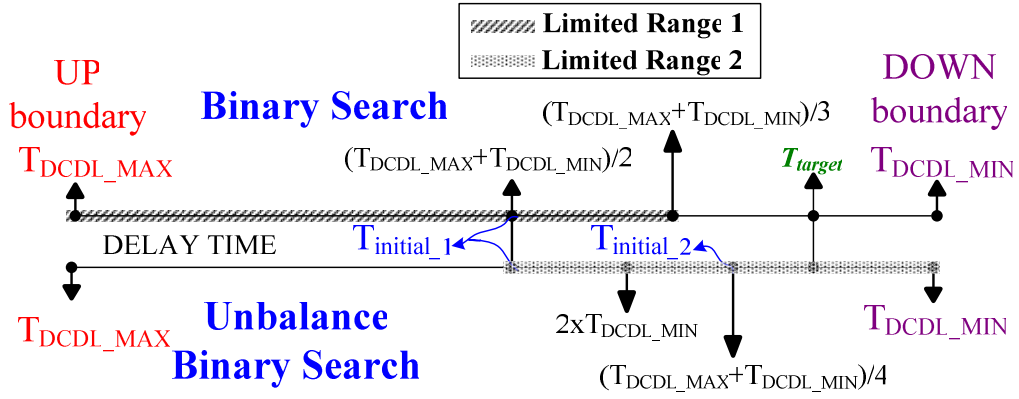 Limited Range 1
Limited Range 2
UP
boundary
Binary Search
DOWN
boundary
(TDCDL_MAX+TDCDL_MIN)/3
(TDCDL_MAX+TDCDL_MIN)/2
TDCDL_MAX
Ttarget
TDCDL_MIN
DELAY TIME
Tinitial_1
Tinitial_2
TDCDL_MAX
Unbalance
Binary Search
2xTDCDL_MIN
TDCDL_MIN
(TDCDL_MAX+TDCDL_MIN)/4